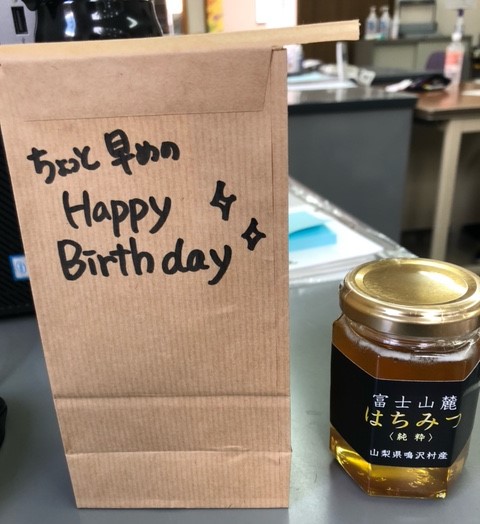 ちょっと早めの
Happy
Birthday
富士山麓
はちみつ
〈純粋〉
山梨県鳴沢村産